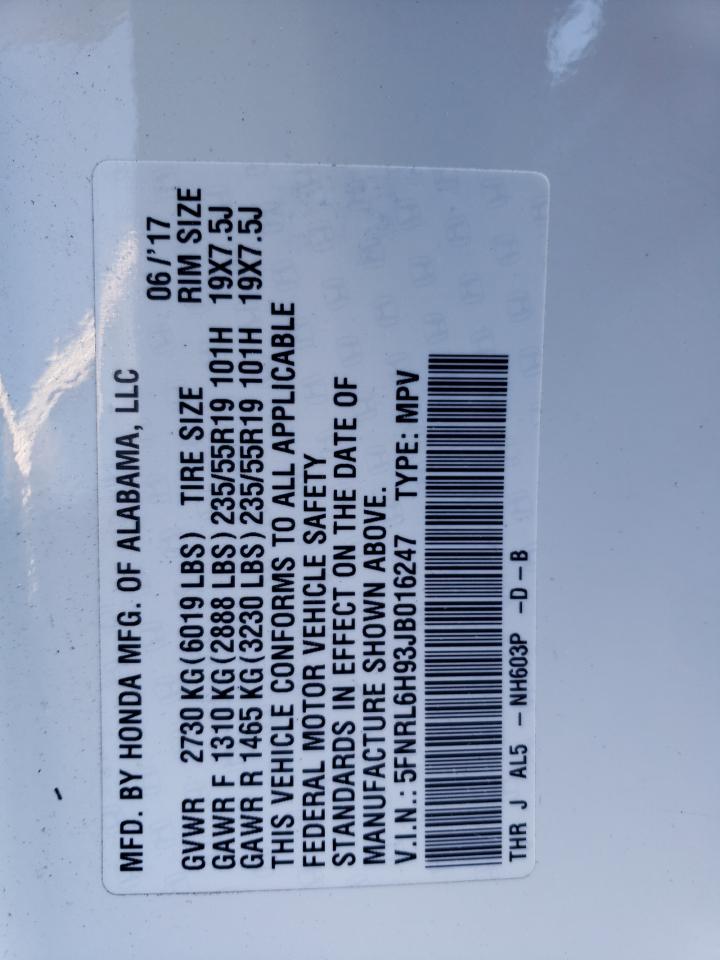 MFD. BY HONDA MFG. OF ALABAMA, LLC 06/'17
GVWR 2730 KG(6019 LBS) TIRE SIZE RIM SIZE
GAWR F 1310 KG(2888 LBS)235/55R19 101H 19X7.5J
GAWR R 1465 KG(3230 LBS)235/55R19 101H 19X7.5J
THIS VEHICLE CONFORMS TO ALL APPLICABLE
FEDERAL MOTOR VEHICLE SAFETY
STANDARDS IN EFFECT ON THE DATE OF
MANUFACTURE SHOWN ABOVE.
V.I.N.: 5FNRL6H93JB016247 TYPE: MPV
THR J AL5 - NH603P -D-B